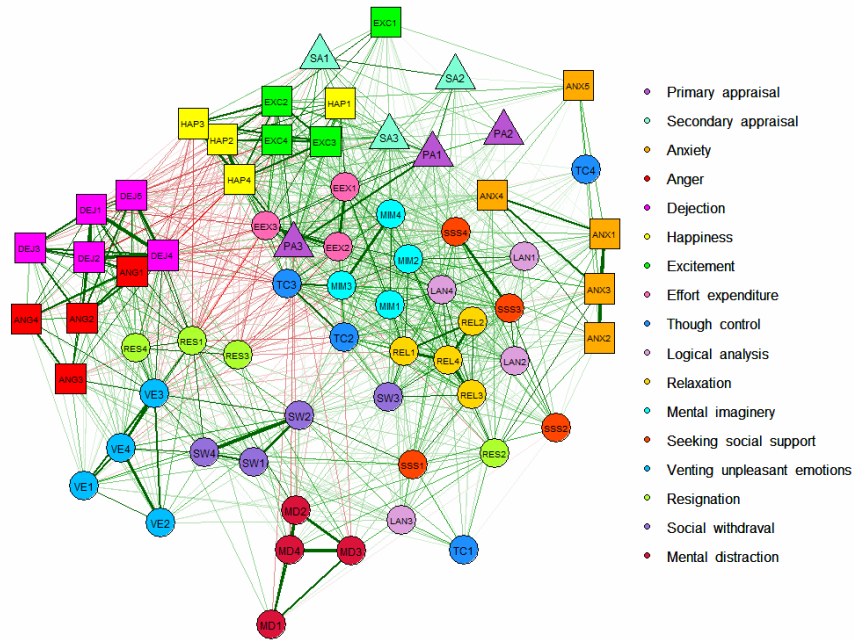 EXC1
SA1
SA2
ANX5
EXC2
HAP1
HAP3
HAP2
EXC4
EXC3
SA3
PA1
PA2
TC4
HAP4
DEJ5
EEX1
ANX4
DEJ1
MIM4
EEX3
SSS4
ANX1
DEJ3
DEJ2
DEJ4
PA3
EEX2
MIM2
LAN1
ANG1
TC3
MIM3
LAN4
ANX3
MIM1
SSS3
ANG4
ANG2
REL2
RES4
RES1
TC2
ANX2
RES3
REL1
REL4
LAN2
ANG3
VE3
SW3
REL3
SW2
SSS2
VE4
SW4
SW1
SSS1
RES2
VE1
MD2
VE2
LAN3
MD4
MD3
TC1
MD1
Primary appraisal
Secondary appraisal
Anxiety
Anger
Dejection
Happiness
Excitement
Effort expenditure
Though control
Logical analysis
Relaxation
Mental imaginery
Seeking social support
Venting unpleasant emotions
Resignation
Social withdraval
Mental distraction